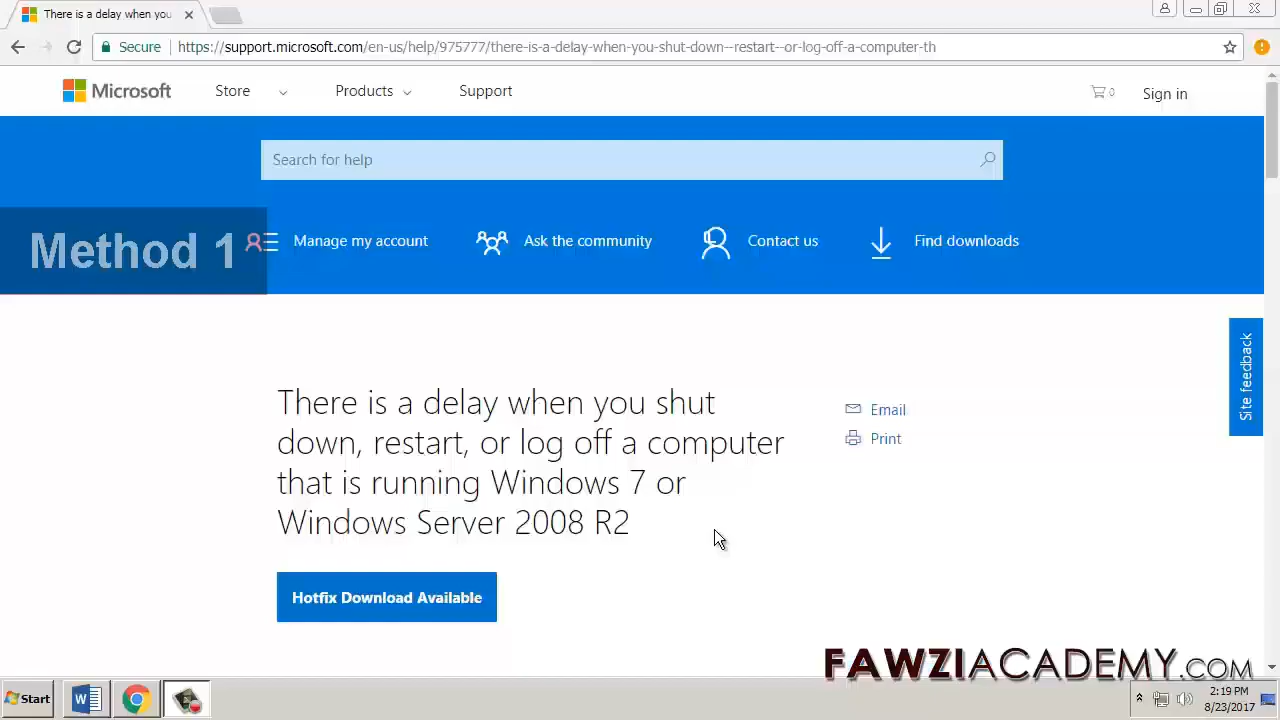 There is a delay when you
Secure
https://support.microsoft.com/en-us/help/975777/there-is-a-delay-when-you-shut-down--restart--or-log-off-a-computer-th
Microsoft
Store
Products
Support
0
Sign in
Search for help
Method 1
Manage my account
Ask the community
Contact us
Find downloads
Site feedback
There is a delay when you shut
down, restart, or log off a computer
that is running Windows 7 or
Windows Server 2008 R2
Email
Print
Hotfix Download Available
FAWZIACADEMY.COM
Start
2:19 PM
8/23/2017